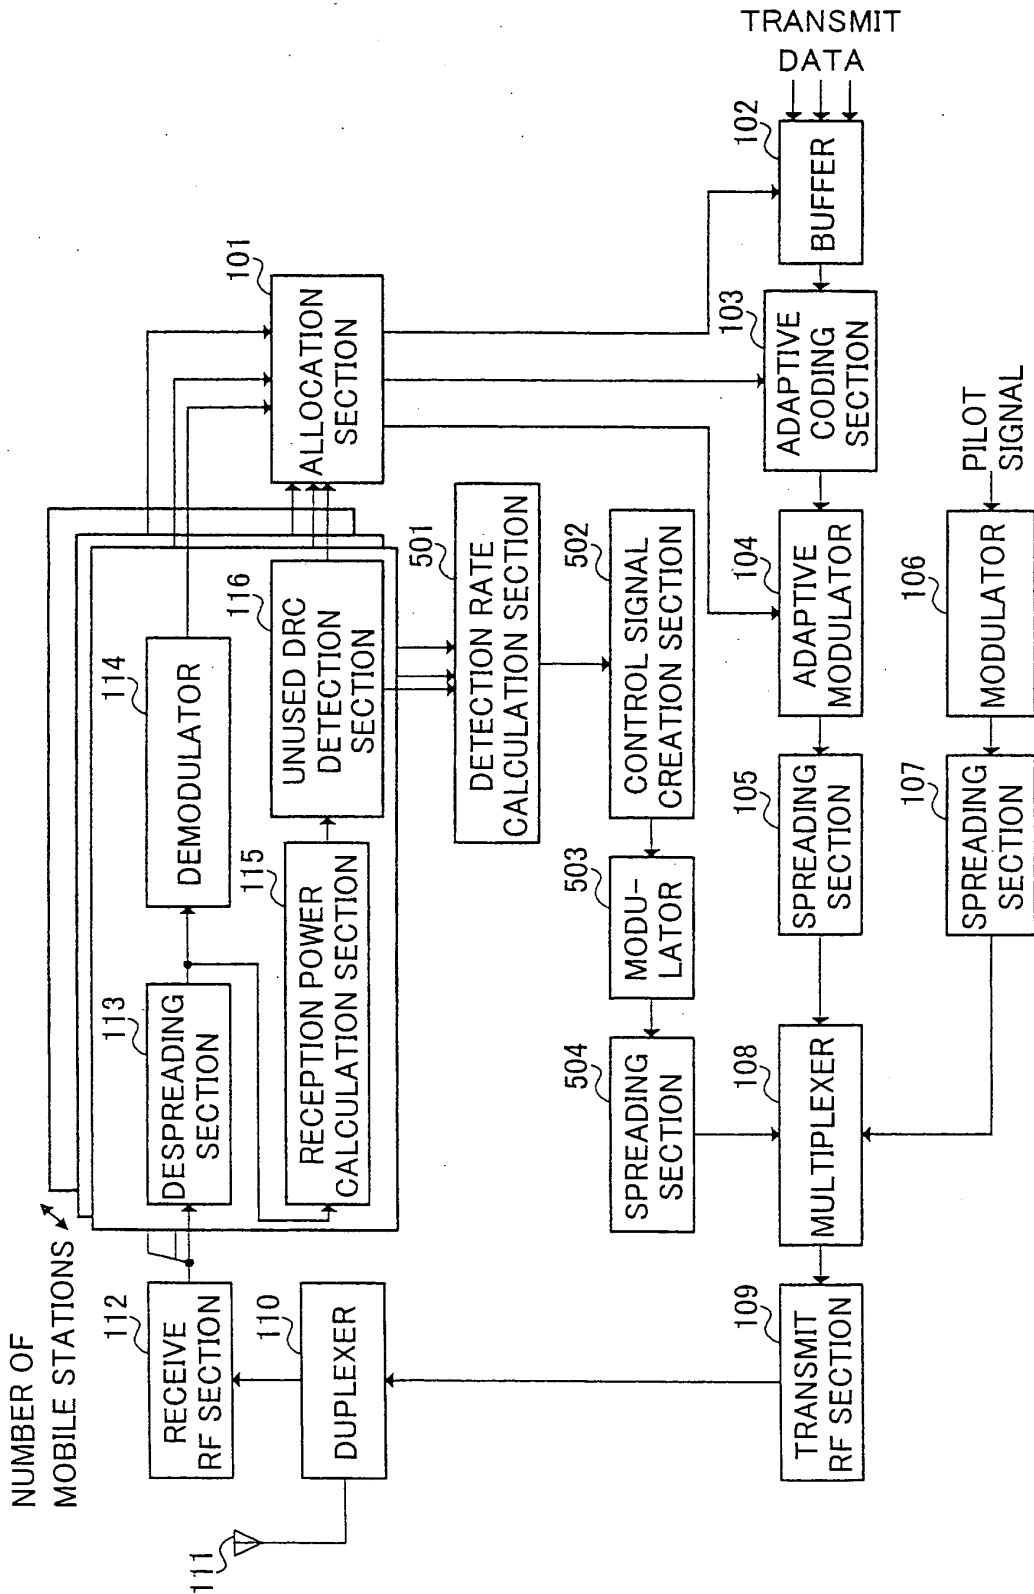 NUMBER OF
MOBILE STATIONS
111
112
RECEIVE
RF SECTION
110
DUPLEXER
109
TRANSMIT
RF SECTION
113
DESPREADING
SECTION
114
DEMODULATOR
115
RECEPTION POWER
CALCULATION SECTION
116
UNUSED DRC
DETECTION
SECTION
101
ALLOCATION
SECTION
501
DETECTION RATE
CALCULATION SECTION
502
CONTROL SIGNAL
CREATION SECTION
503
MODU-
LATOR
504
SPREADING
SECTION
TRANSMIT
DATA
102
BUFFER
103
ADAPTIVE
CODING
SECTION
104
ADAPTIVE
MODULATOR
105
SPREADING
SECTION
108
MULTIPLEXER
PILOT
SIGNAL
106
MODULATOR
107
SPREADING
SECTION